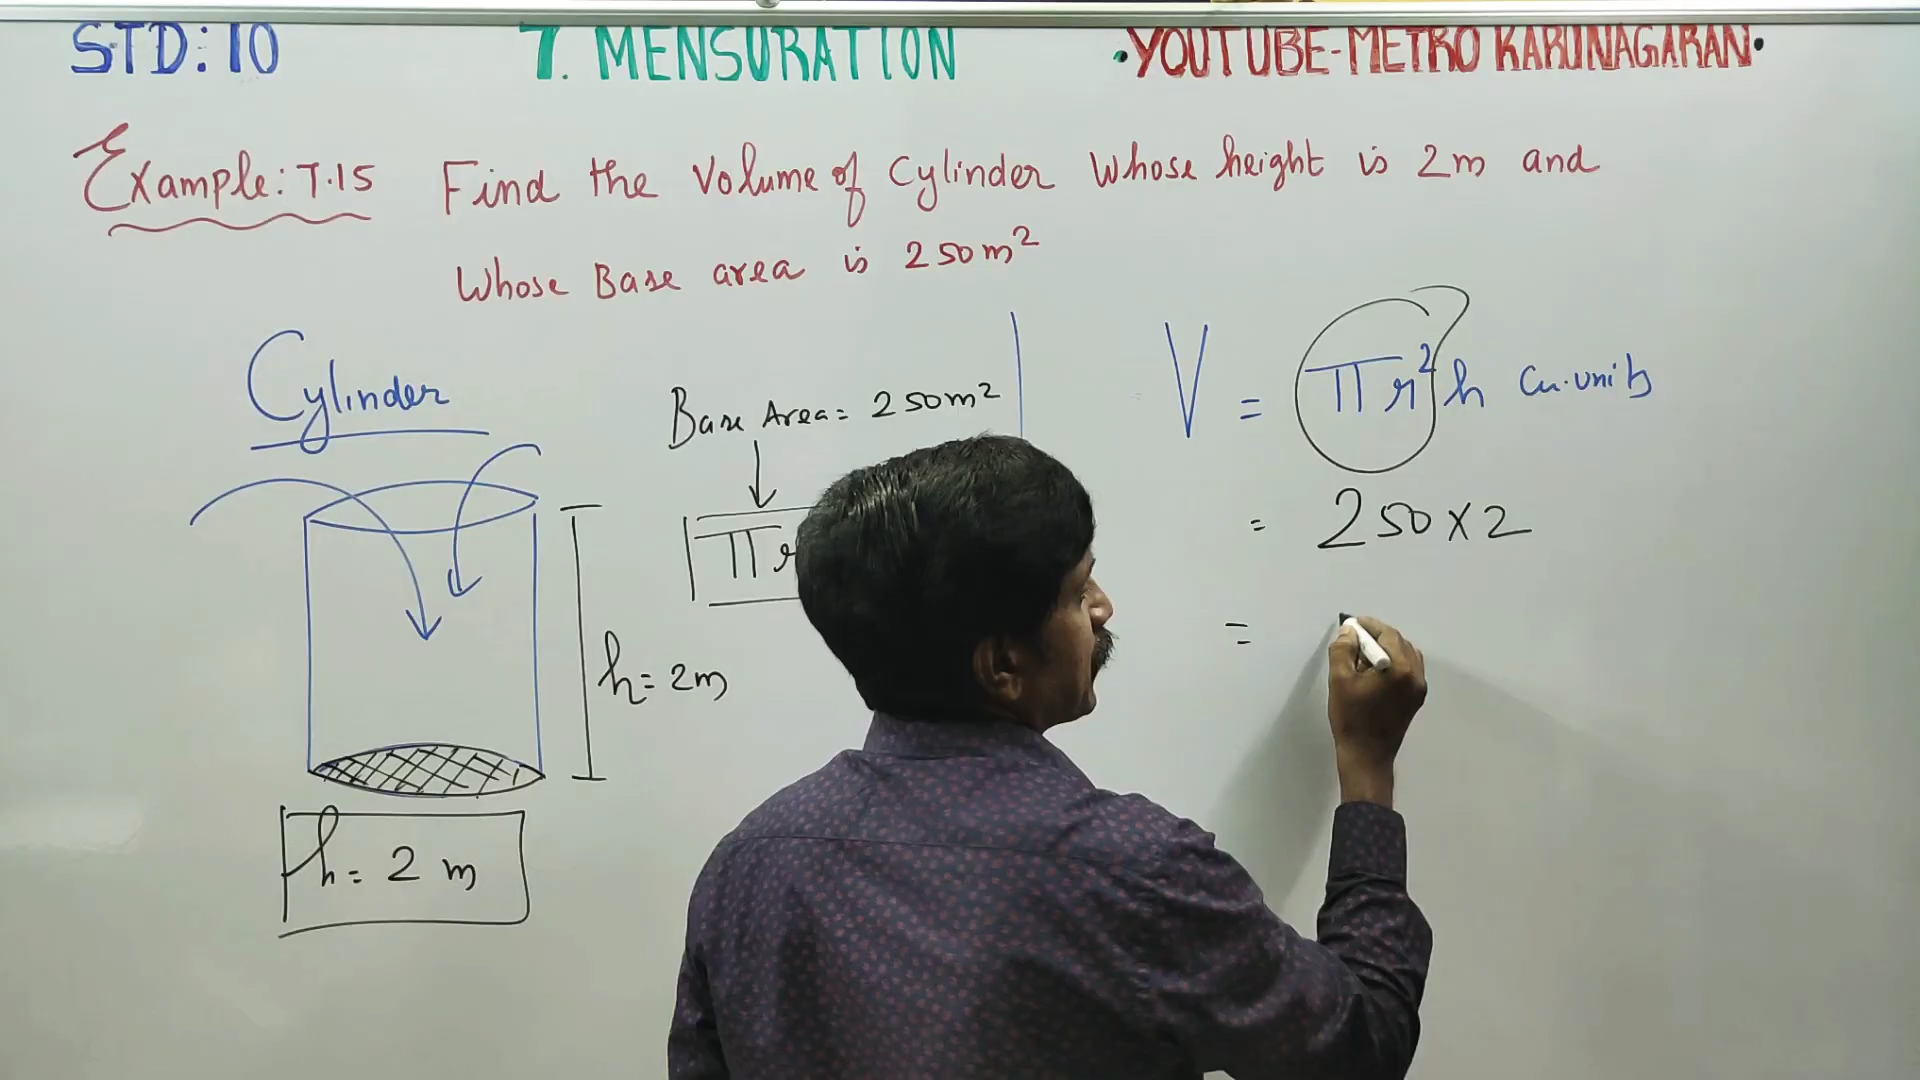 STD: 10
7. MENSURATION
•YOUTUBE-METRO KARUNAGARAN•
Example: 7.15 Find the Volume of Cylinder Whose height is 2m and
Whose Base area is 250m²
Cylinder
Base Area = 250m²
πr
h = 2m
h = 2 m
V = πr²h Cu.units
= 250 × 2
=